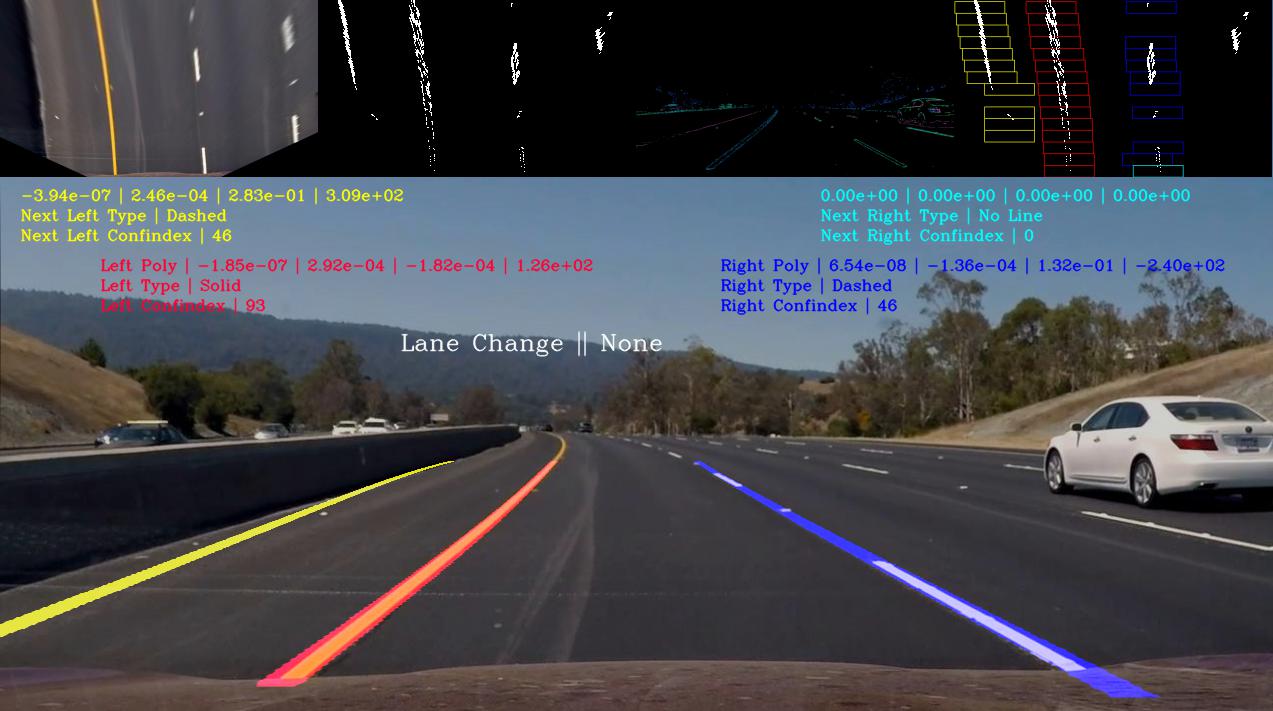 −3.94e−07 | 2.46e−04 | 2.83e−01 | 3.09e+02
Next Left Type | Dashed
Next Left Confindex | 46
0.00e+00 | 0.00e+00 | 0.00e+00 | 0.00e+00
Next Right Type | No Line
Next Right Confindex | 0
Left Poly | −1.85e−07 | 2.92e−04 | −1.82e−04 | 1.26e+02
Left Type | Solid
Left Confindex | 93
Right Poly | 6.54e−08 | −1.36e−04 | 1.32e−01 | −2.40e+02
Right Type | Dashed
Right Confindex | 46
Lane Change || None